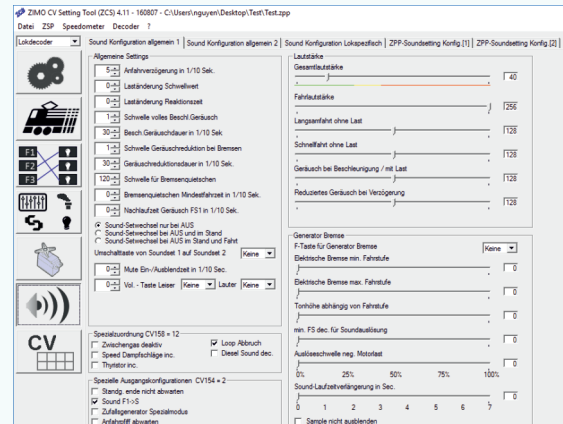 ZIMO CV Setting Tool (ZCS) 4.11 - 160807 - C:\Users\nguyen\Desktop\Test\Test.zpp
Datei ZSP Speedometer Decoder ?
Lokdecoder
Sound Konfiguration allgemein 1 Sound Konfiguration allgemein 2 Sound Konfiguration Lokspezifisch ZPP-Soundsetting Konfig.[1] ZPP-Soundsetting Konfig.[2]
Allgemeine Settings
5 Anfahrverzögerung in 1/10 Sek.
0 Laständerung Schwellwert
0 Laständerung Reaktionszeit
1 Schwelle volles Beschl.Geräusch
30 Besch.Geräuschdauer in 1/10 Sek
1 Schwelle Geräuschreduktion bei Bremsen
30 Geräuschreduktionsdauer in 1/10 Sek.
120 Schwelle für Bremsenquietschen
0 Bremsenquietschen Mindestfahrzeit in 1/10 Sek.
0 Nachlaufzeit Geräusch FS1 in 1/10 Sek.
Sound-Setwechsel nur bei AUS
Sound-Setwechsel bei AUS und im Stand
Sound-Setwechsel bei AUS im Stand und Fahrt
Umschalttaste von Soundset 1 auf Soundset 2 Keine
0 Mute Ein-/Ausblendzeit in 1/10 Sec.
0 Vol. - Taste Leiser Keine Lauter Keine
Spezialzuordnung CV158 = 12
Zwischengas deaktiv Loop Abbruch
Speed Dampfschläge inc. Diesel Sound dec.
Thyristor inc.
Spezielle Ausgangskonfigurationen CV154 = 2
Standg. ende nicht abwarten
Sound F1->S
Zufallsgenerator Spezialmodus
Anfahrpfiff abwarten
Lautstärke
Gesamtlautstärke
40
Fahrlautstärke
256
Langsamfahrt ohne Last
128
Schnellfahrt ohne Last
128
Geräusch bei Beschleunigung / mit Last
128
Reduziertes Geräusch bei Verzögerung
128
Generator Bremse
F-Taste für Generator Bremse Keine
Elektrische Bremse min. Fahrstufe
0
Elektrische Bremse max. Fahrstufe
0
Tonhöhe abhängig von Fahrstufe
0
min. FS dec. für Soundauslösung
0
Auslöseschwelle neg. Motorlast
0
0% 25% 50% 75% 100%
Sound-Laufzeitverlängerung in Sec.
0
0 1 2 3 4 5 6 7
Sample nicht ausblenden
F1
F2
F3
CV